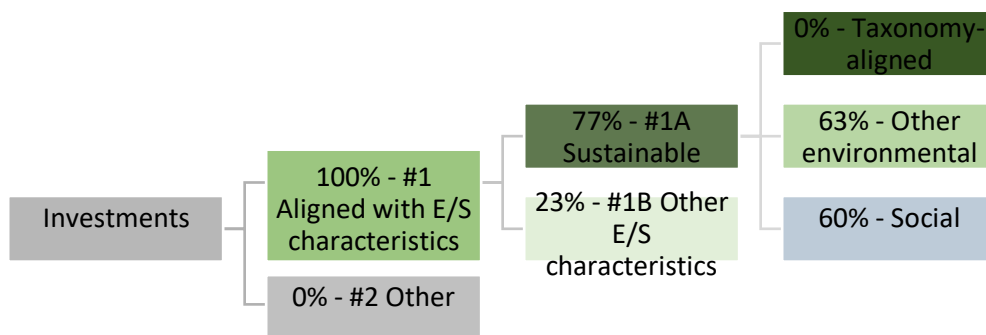 Investments
100% - #1
Aligned with E/S
characteristics
0% - #2 Other
77% - #1A
Sustainable
23% - #1B Other
E/S
characteristics
0% - Taxonomy-
aligned
63% - Other
environmental
60% - Social